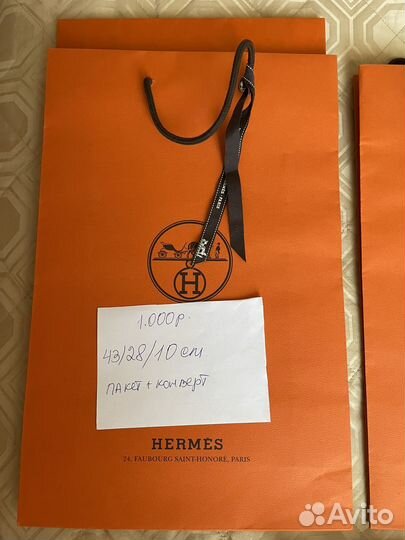 H
1.000р.
43/28/10 см
пакет + конверт
HERMÈS
24, FAUBOURG SAINT-HONORÉ, PARIS
Avito